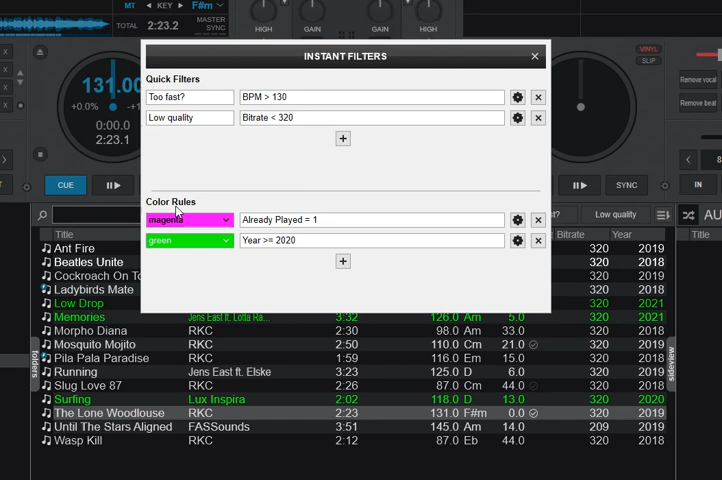 MT KEY F#m
TOTAL 2:23.2 MASTER SYNC
HIGH GAIN GAIN HIGH
INSTANT FILTERS
Quick Filters
Too fast? BPM > 130
Low quality Bitrate < 320
+
Color Rules
magenta Already Played = 1
green Year >= 2020
+
131.0
+0.0%
0:00.0
2:23.1
CUE
VINYL
SLIP
Remove vocal
Remove beat
SYNC
IN
8
Low quality
AU
Title Bitrate Year Title
Ant Fire 320 2019
Beatles Unite 320 2018
Cockroach On 320 2019
Ladybirds Mate 320 2018
Low Drop 320 2021
Memories Jens East ft. Lotta Ra... 3:32 126.0 Am 5.0 320 2021
Morpho Diana RKC 2:30 98.0 Am 33.0 320 2018
Mosquito Mojito RKC 2:50 110.0 Cm 21.0 320 2019
Pila Pala Paradise RKC 1:59 116.0 Em 15.0 320 2018
Running Jens East ft. Elske 3:23 125.0 D 6.0 320 2019
Slug Love 87 RKC 2:26 87.0 Cm 44.0 320 2018
Surfing Lux Inspira 2:02 118.0 D 13.0 320 2020
The Lone Woodlouse RKC 2:23 131.0 F#m 0.0 320 2019
Until The Stars Aligned FASSounds 3:51 145.0 Am 14.0 209 2019
Wasp Kill RKC 2:12 87.0 Eb 44.0 320 2018
folders
sideview